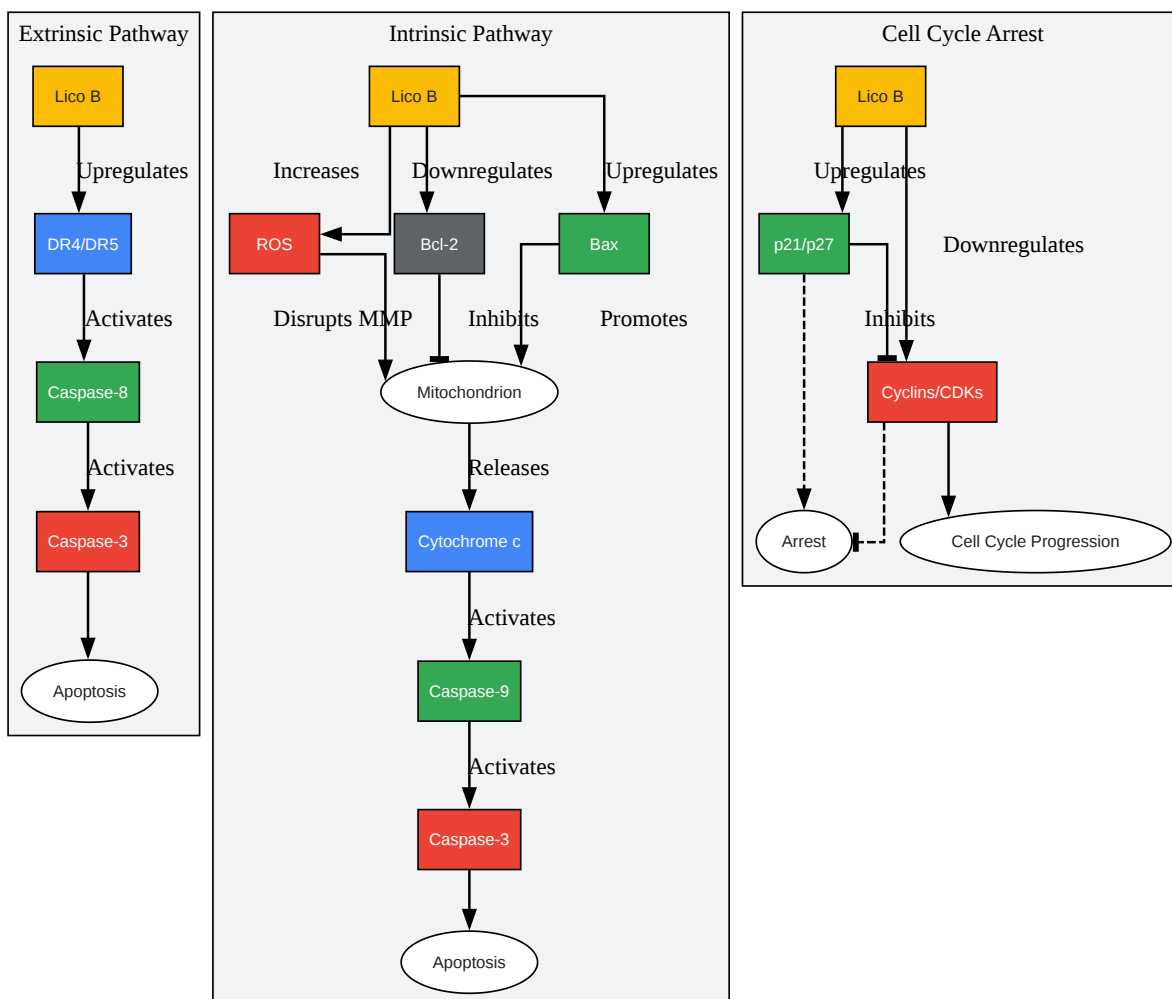 Extrinsic Pathway
Lico B
Upregulates
DR4/DR5
Activates
Caspase-8
Activates
Caspase-3
Apoptosis
Intrinsic Pathway
Lico B
Increases
Downregulates
Upregulates
ROS
Bcl-2
Bax
Disrupts MMP
Inhibits
Promotes
Mitochondrion
Releases
Cytochrome c
Activates
Caspase-9
Activates
Caspase-3
Apoptosis
Cell Cycle Arrest
Lico B
Upregulates
p21/p27
Downregulates
Inhibits
Cyclins/CDKs
Arrest
Cell Cycle Progression